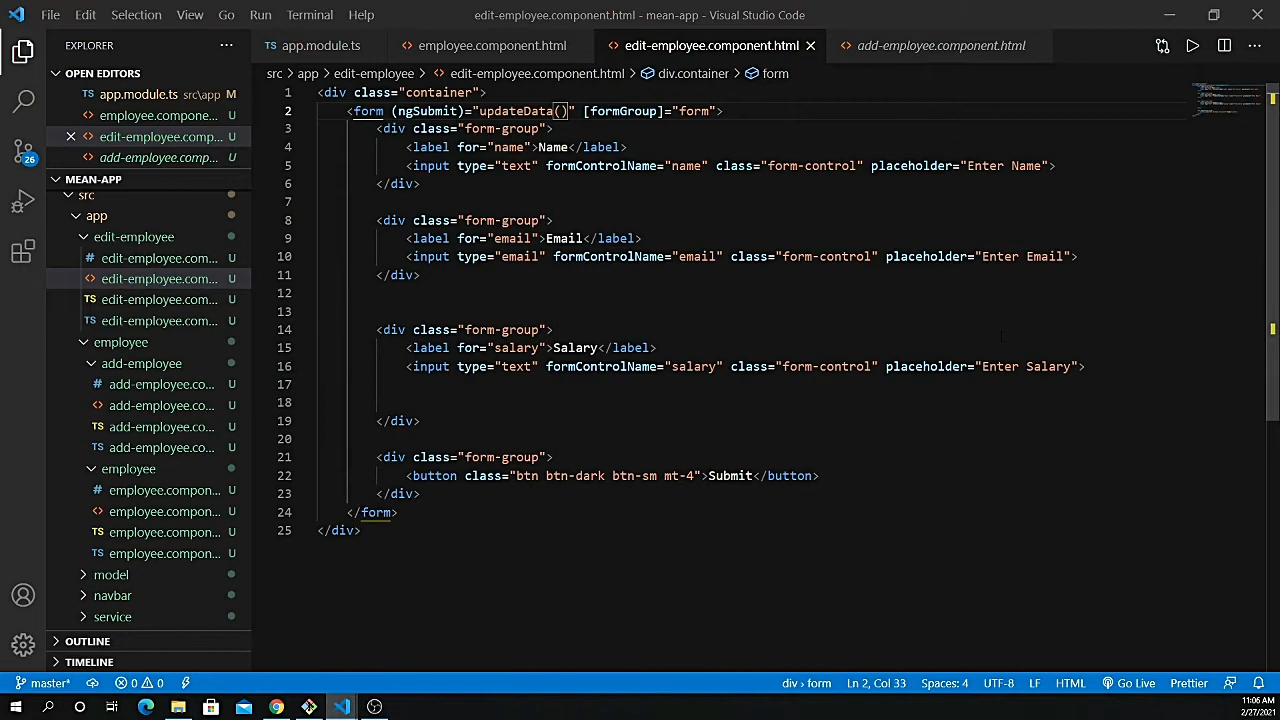 File Edit Selection View Go Run Terminal Help
edit-employee.component.html - mean-app - Visual Studio Code
EXPLORER
OPEN EDITORS
app.module.ts src\app M
employee.compone... U
edit-employee.comp... U
add-employee.comp... U
MEAN-APP
src
app
edit-employee
edit-employee.com... U
edit-employee.com... U
edit-employee.com... U
edit-employee.com... U
employee
add-employee
add-employee.co... U
add-employee.co... U
add-employee.co... U
add-employee.co... U
employee
employee.compon... U
employee.compon... U
employee.compon... U
employee.compon... U
model
navbar
service
OUTLINE
TIMELINE
app.module.ts employee.component.html edit-employee.component.html add-employee.component.html
src > app > edit-employee > edit-employee.component.html > div.container > form
1 <div class="container">
2 <form (ngSubmit)="updateData()" [formGroup]="form">
3 <div class="form-group">
4 <label for="name">Name</label>
5 <input type="text" formControlName="name" class="form-control" placeholder="Enter Name">
6 </div>
7
8 <div class="form-group">
9 <label for="email">Email</label>
10 <input type="email" formControlName="email" class="form-control" placeholder="Enter Email">
11 </div>
12
13
14 <div class="form-group">
15 <label for="salary">Salary</label>
16 <input type="text" formControlName="salary" class="form-control" placeholder="Enter Salary">
17
18
19 </div>
20
21 <div class="form-group">
22 <button class="btn btn-dark btn-sm mt-4">Submit</button>
23 </div>
24 </form>
25 </div>
26
master* 0 0 div > form Ln 2, Col 33 Spaces: 4 UTF-8 LF HTML Go Live Prettier
11:06 AM
2/27/2021